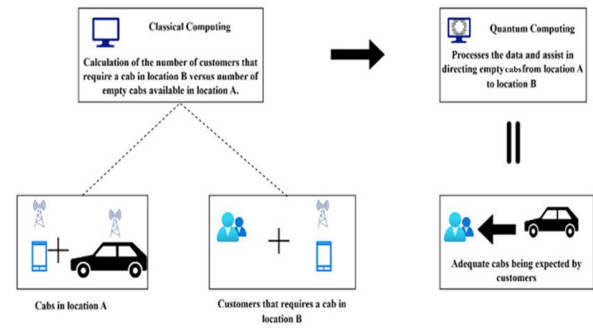 Classical Computing
Calculation of the number of customers that
require a cab in location B versus number of
empty cabs available in location A.
Quantum Computing
Processes the data and assist in
directing empty cabs from location A
to location B
Cabs in location A
Customers that requires a cab in
location B
Adequate cabs being expected by
customers